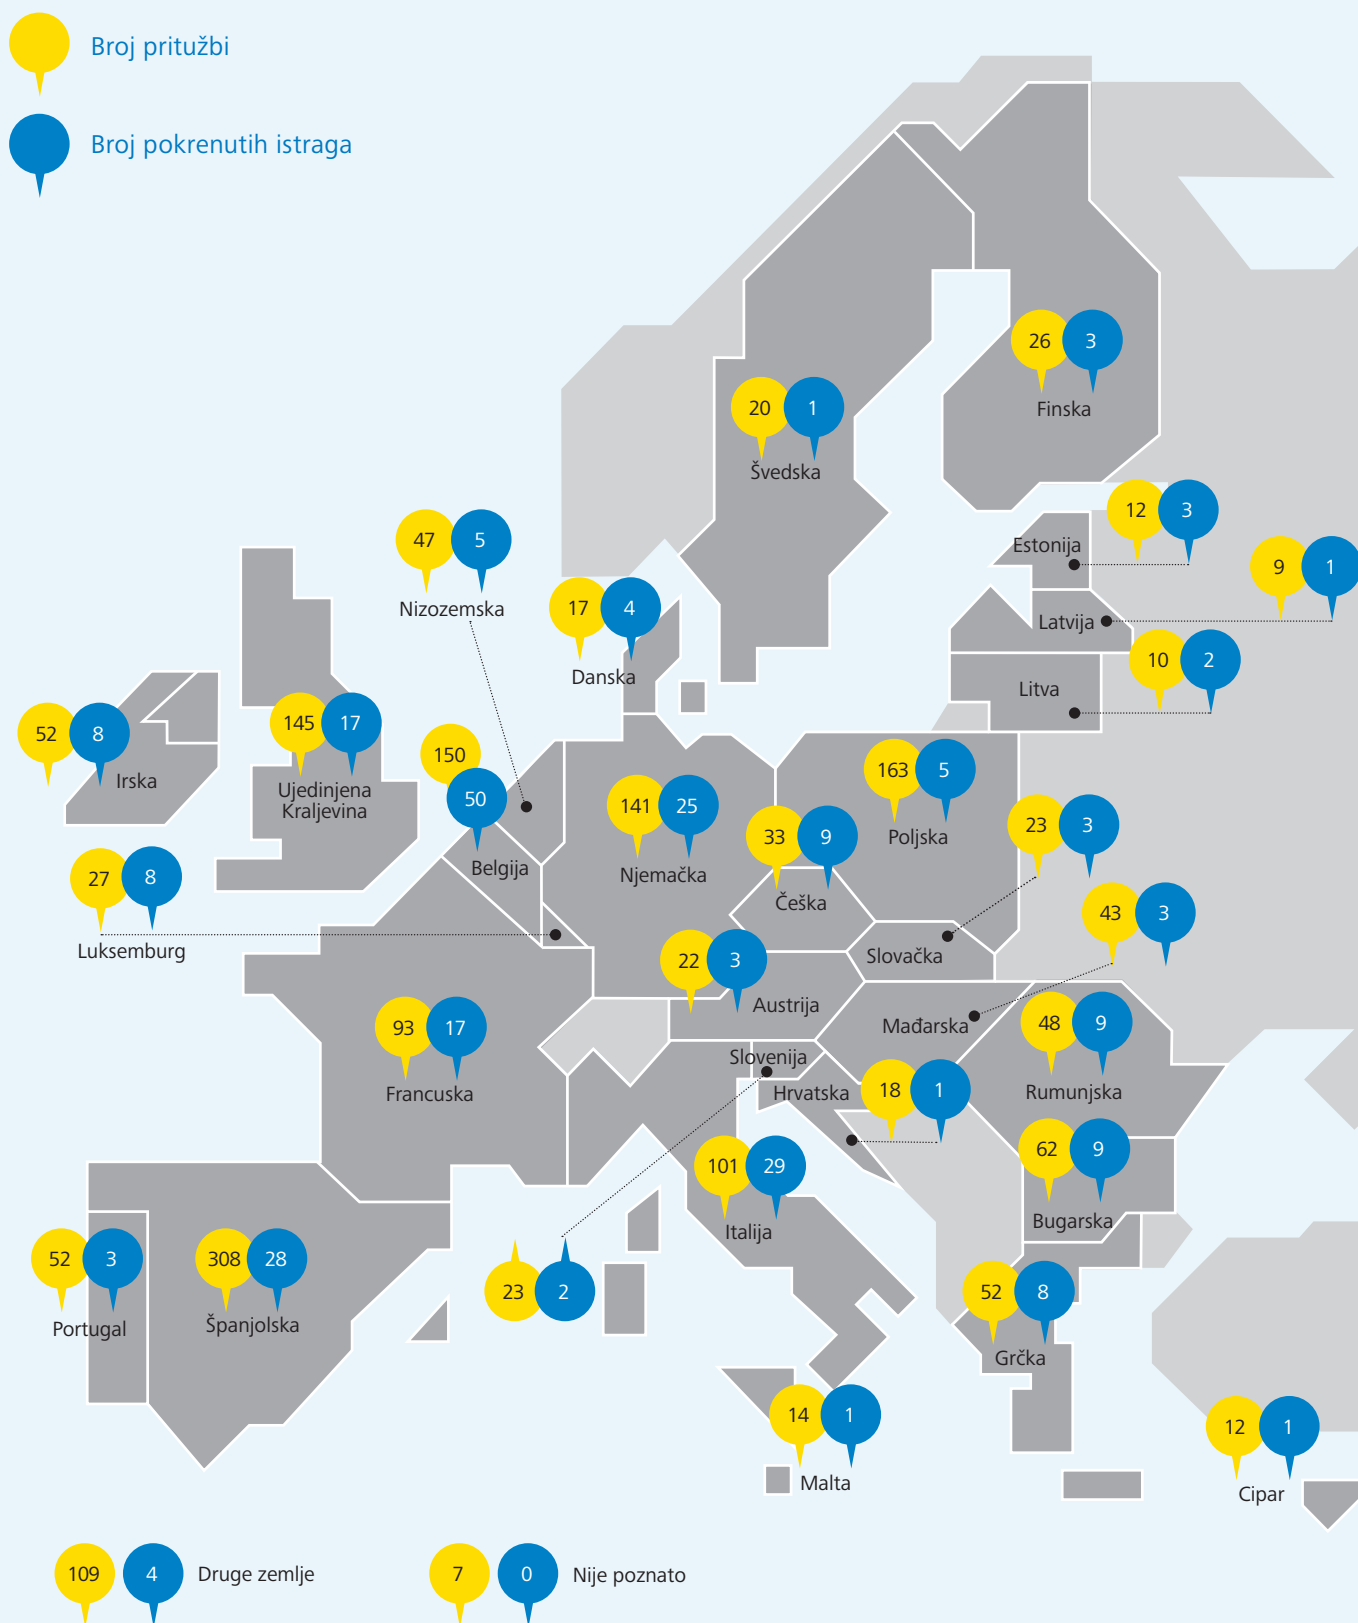 Broj pritužbi
Broj pokrenutih istraga
26 3
Finska
20 1
Švedska
12 3
Estonija
47 5
Nizozemska
9 1
Latvija
17 4
Danska
10 2
Litva
52 8
Irska
145 17
Ujedinjena
Kraljevina
150
50
Belgija
141 25
Njemačka
163 5
Poljska
33 9
Češka
23 3
Slovačka
27 8
Luksemburg
43 3
Mađarska
22 3
Austrija
93 17
Francuska
48 9
Rumunjska
Slovenija
23 2
Hrvatska
18 1
62 9
Bugarska
101 29
Italija
52 3
Portugal
308 28
Španjolska
52 8
Grčka
14 1
Malta
12 1
Cipar
109 4 Druge zemlje
7 0 Nije poznato